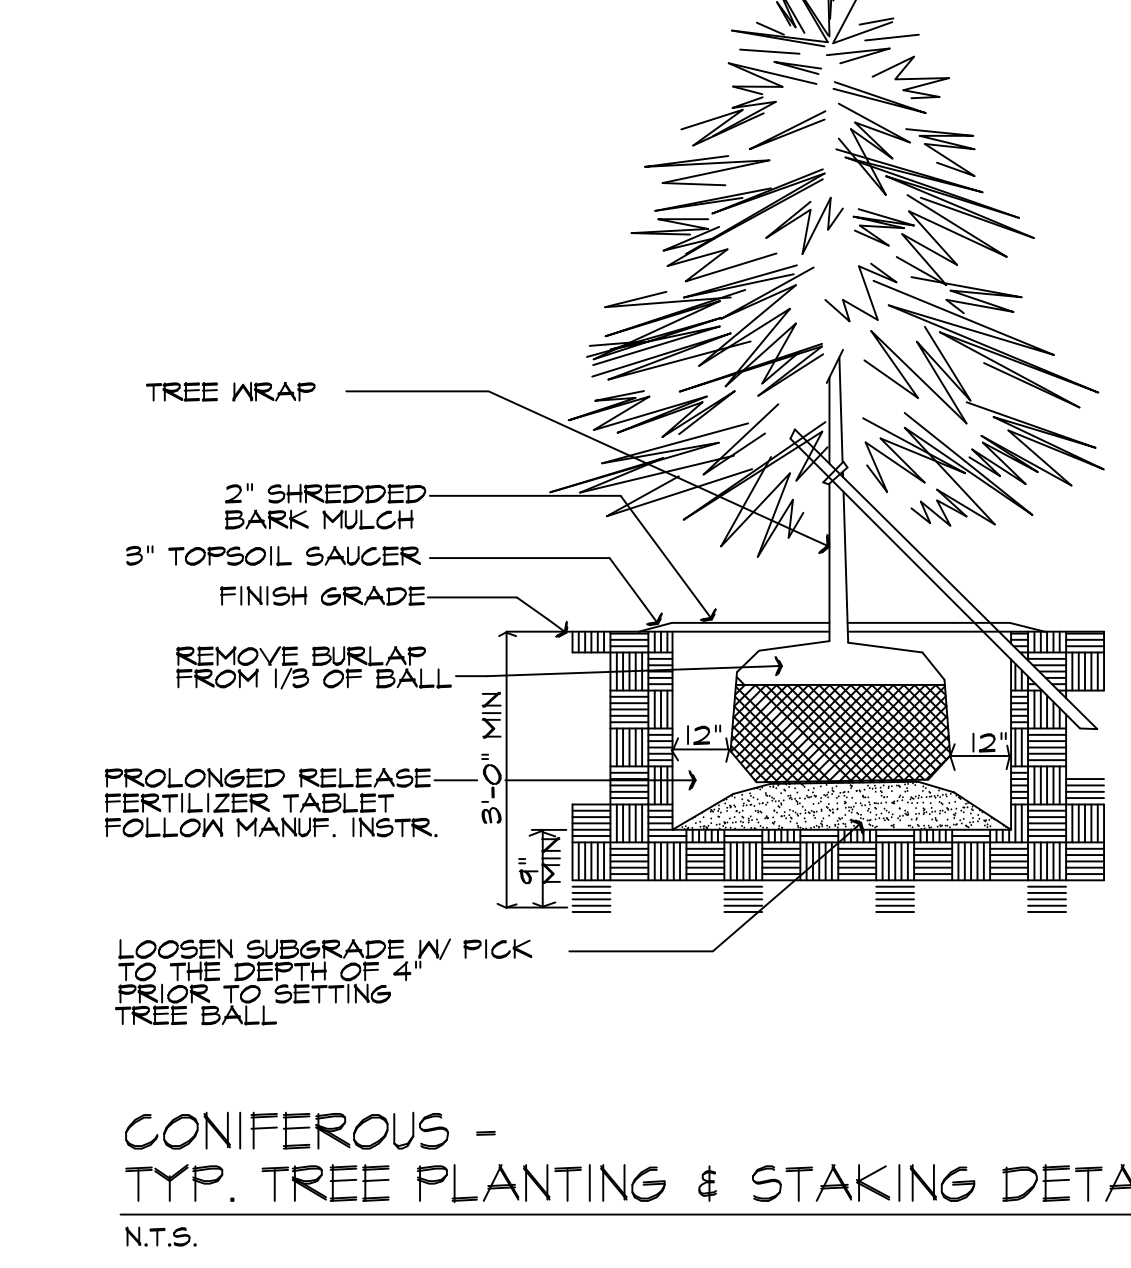 TREE WRAP
2" SHREDDED
BARK MULCH
3" TOPSOIL SAUCER
FINISH GRADE
REMOVE BURLAP
FROM 1/3 OF BALL
3'-0" MIN
12"
12"
PROLONGED RELEASE
FERTILIZER TABLET
FOLLOW MANUF. INSTR.
9"
MIN
LOOSEN SUBGRADE W/ PICK
TO THE DEPTH OF 4"
PRIOR TO SETTING
TREE BALL
CONIFEROUS -
TYP. TREE PLANTING & STAKING DETA
N.T.S.